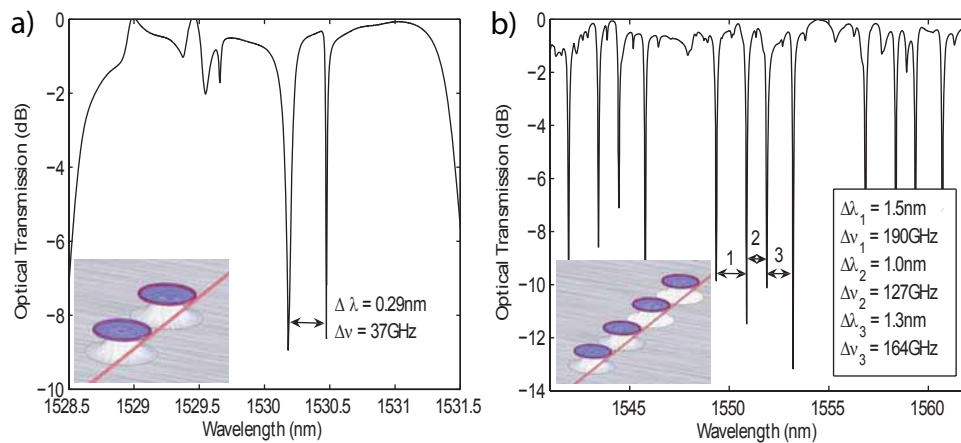 a)
Optical Transmission (dB)
0
−2
−4
−6
−8
−10
Δ λ = 0.29nm
Δν = 37GHz
1528.5 1529 1529.5 1530 1530.5 1531 1531.5
Wavelength (nm)
b)
Optical Transmission (dB)
0
−2
−4
−6
−8
−10
−12
−14
1 2 3
Δλ1 = 1.5nm
Δν1 = 190GHz
Δλ2 = 1.0nm
Δν2 = 127GHz
Δλ3 = 1.3nm
Δν3 = 164GHz
1545 1550 1555 1560
Wavelength (nm)